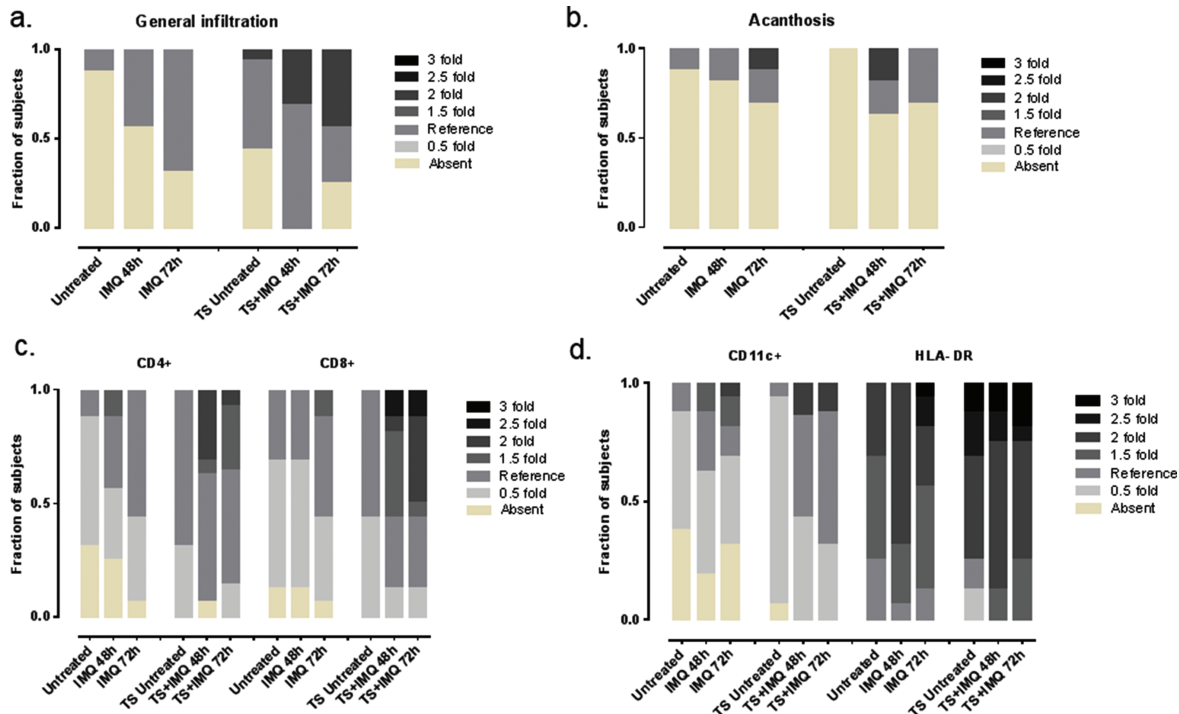 a.
General infiltration
1.0
0.5
0.0
Fraction of subjects
Untreated
IMQ 48h
IMQ 72h
TS Untreated
TS+IMQ 48h
TS+IMQ 72h
3 fold
2.5 fold
2 fold
1.5 fold
Reference
0.5 fold
Absent
b.
Acanthosis
1.0
0.5
0.0
Fraction of subjects
Untreated
IMQ 48h
IMQ 72h
TS Untreated
TS+IMQ 48h
TS+IMQ 72h
3 fold
2.5 fold
2 fold
1.5 fold
Reference
0.5 fold
Absent
c.
CD4+
CD8+
1.0
0.5
0.0
Fraction of subjects
Untreated
IMQ 48h
IMQ 72h
TS Untreated
TS+IMQ 48h
TS+IMQ 72h
Untreated
IMQ 48h
IMQ 72h
TS Untreated
TS+IMQ 48h
TS+IMQ 72h
3 fold
2.5 fold
2 fold
1.5 fold
Reference
0.5 fold
Absent
d.
CD11c+
HLA- DR
1.0
0.5
0.0
Fraction of subjects
Untreated
IMQ 48h
IMQ 72h
TS Untreated
TS+IMQ 48h
TS+IMQ 72h
Untreated
IMQ 48h
IMQ 72h
TS Untreated
TS+IMQ 48h
TS+IMQ 72h
3 fold
2.5 fold
2 fold
1.5 fold
Reference
0.5 fold
Absent